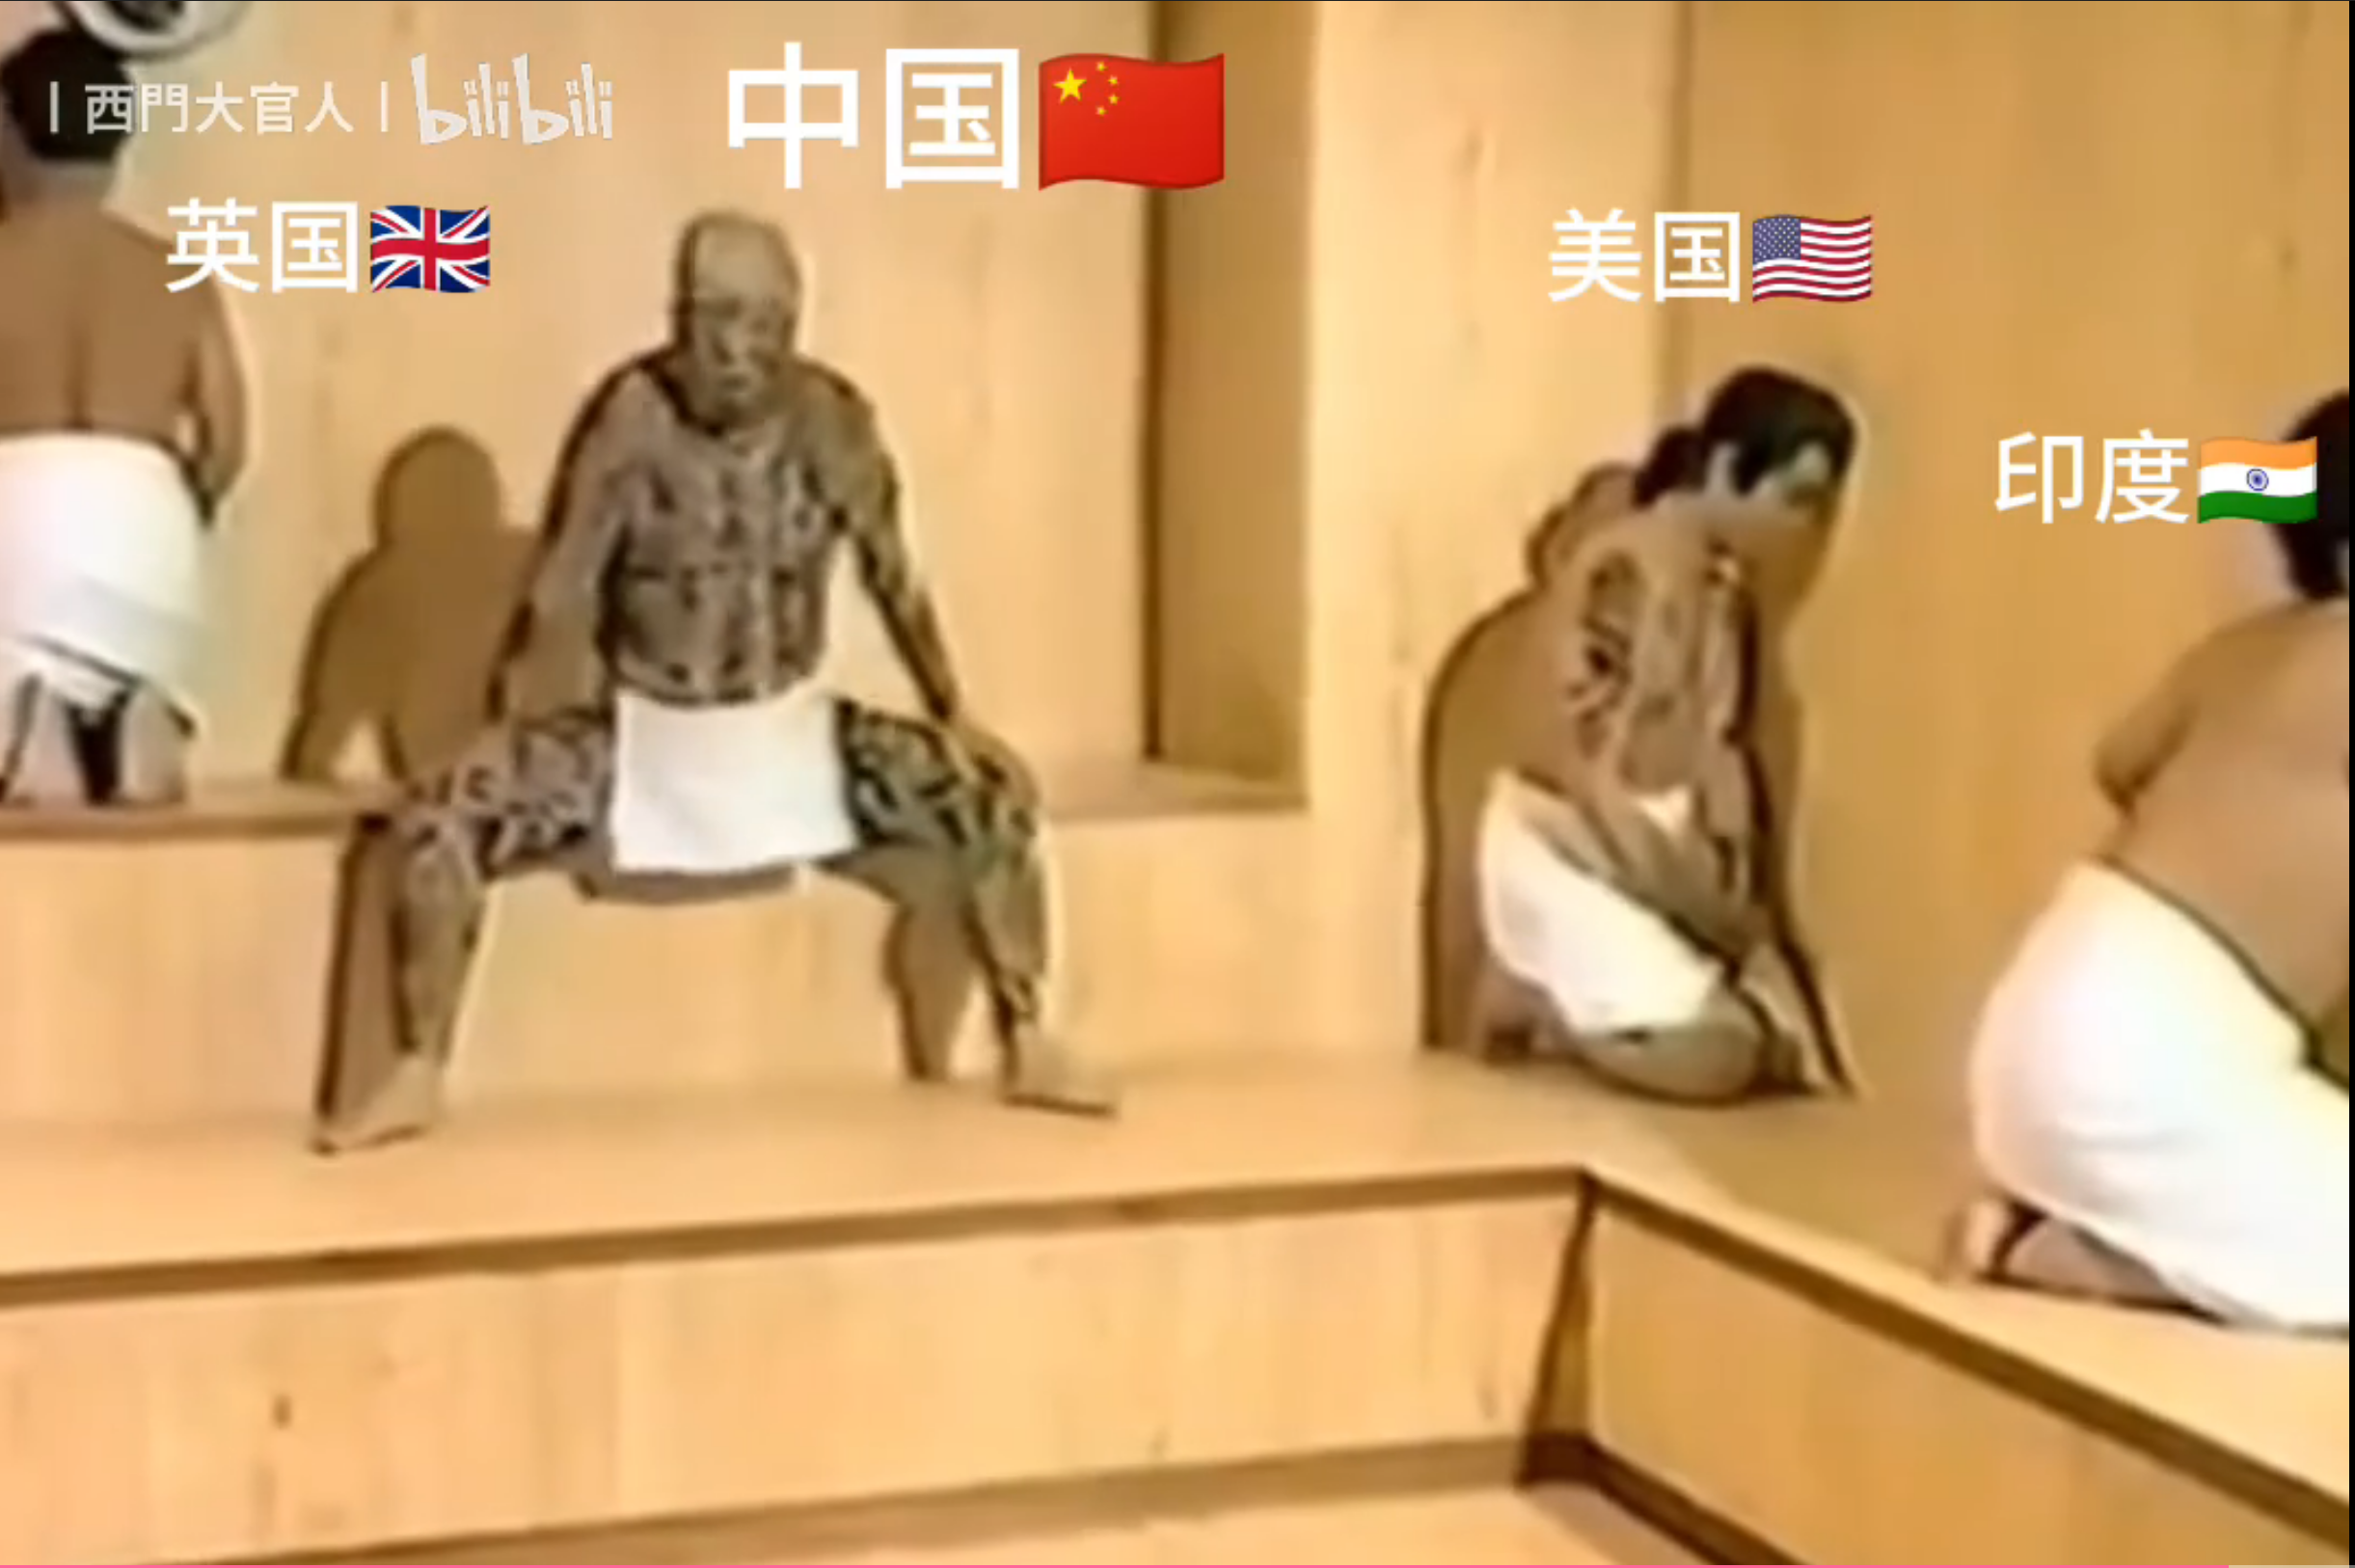 | 西門大官人 | bilibili
中国🇨🇳
英国🇬🇧
美国🇺🇸
印度🇮🇳